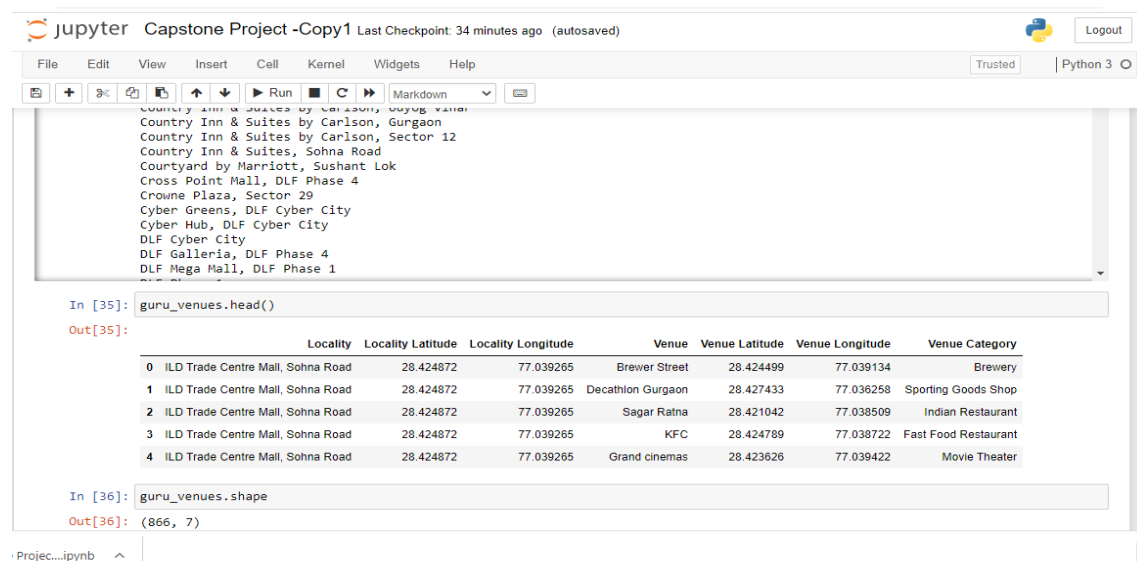 jupyter Capstone Project -Copy1 Last Checkpoint: 34 minutes ago (autosaved) Logout
File Edit View Insert Cell Kernel Widgets Help Trusted Python 3
Run Markdown
Country Inn & Suites by Carlson, Udyog Vihar
Country Inn & Suites by Carlson, Gurgaon
Country Inn & Suites by Carlson, Sector 12
Country Inn & Suites, Sohna Road
Courtyard by Marriott, Sushant Lok
Cross Point Mall, DLF Phase 4
Crowne Plaza, Sector 29
Cyber Greens, DLF Cyber City
Cyber Hub, DLF Cyber City
DLF Cyber City
DLF Galleria, DLF Phase 4
DLF Mega Mall, DLF Phase 1
In [35]: guru_venues.head()
Out[35]:
Locality Locality Latitude Locality Longitude Venue Venue Latitude Venue Longitude Venue Category
0 ILD Trade Centre Mall, Sohna Road 28.424872 77.039265 Brewer Street 28.424499 77.039134 Brewery
1 ILD Trade Centre Mall, Sohna Road 28.424872 77.039265 Decathlon Gurgaon 28.427433 77.036258 Sporting Goods Shop
2 ILD Trade Centre Mall, Sohna Road 28.424872 77.039265 Sagar Ratna 28.421042 77.038509 Indian Restaurant
3 ILD Trade Centre Mall, Sohna Road 28.424872 77.039265 KFC 28.424789 77.038722 Fast Food Restaurant
4 ILD Trade Centre Mall, Sohna Road 28.424872 77.039265 Grand cinemas 28.423626 77.039422 Movie Theater
In [36]: guru_venues.shape
Out[36]: (866, 7)
Projec....ipynb